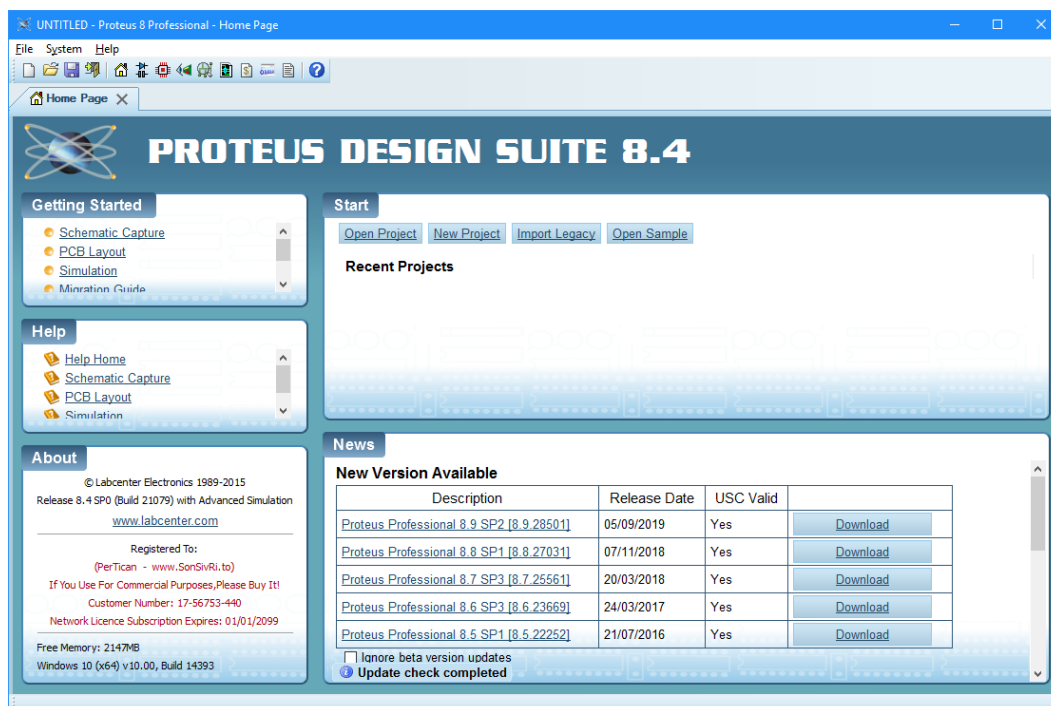 UNTITLED - Proteus 8 Professional - Home Page
File System Help
Home Page
PROTEUS DESIGN SUITE 8.4
Getting Started
Schematic Capture
PCB Layout
Simulation
Migration Guide
Help
Help Home
Schematic Capture
PCB Layout
Simulation
About
© Labcenter Electronics 1989-2015
Release 8.4 SP0 (Build 21079) with Advanced Simulation
www.labcenter.com
Registered To:
(PerTican - www.SonSivRi.to)
If You Use For Commercial Purposes,Please Buy It!
Customer Number: 17-56753-440
Network Licence Subscription Expires: 01/01/2099
Free Memory: 2147MB
Windows 10 (x64) v10.00, Build 14393
Start
Open Project New Project Import Legacy Open Sample
Recent Projects
News
New Version Available
Description Release Date USC Valid
Proteus Professional 8.9 SP2 [8.9.28501] 05/09/2019 Yes Download
Proteus Professional 8.8 SP1 [8.8.27031] 07/11/2018 Yes Download
Proteus Professional 8.7 SP3 [8.7.25561] 20/03/2018 Yes Download
Proteus Professional 8.6 SP3 [8.6.23669] 24/03/2017 Yes Download
Proteus Professional 8.5 SP1 [8.5.22252] 21/07/2016 Yes Download
Ignore beta version updates
Update check completed